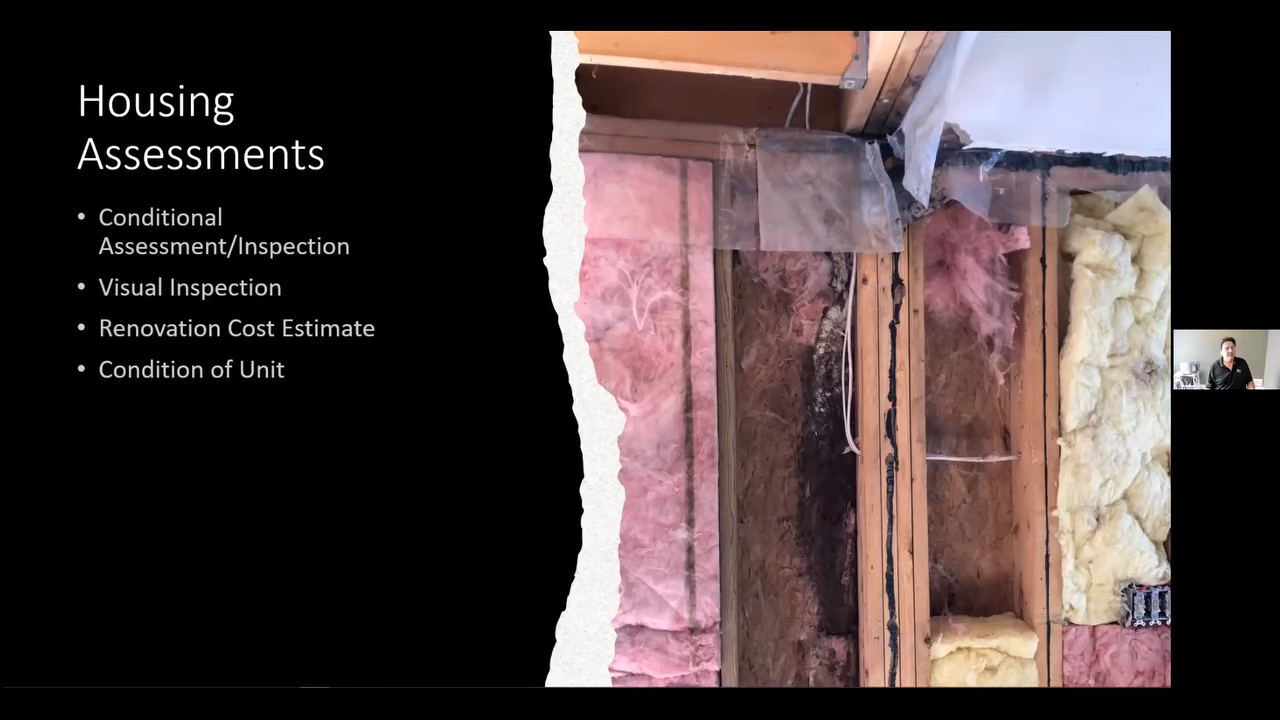 Housing
Assessments
• Conditional
Assessment/Inspection
• Visual Inspection
• Renovation Cost Estimate
• Condition of Unit